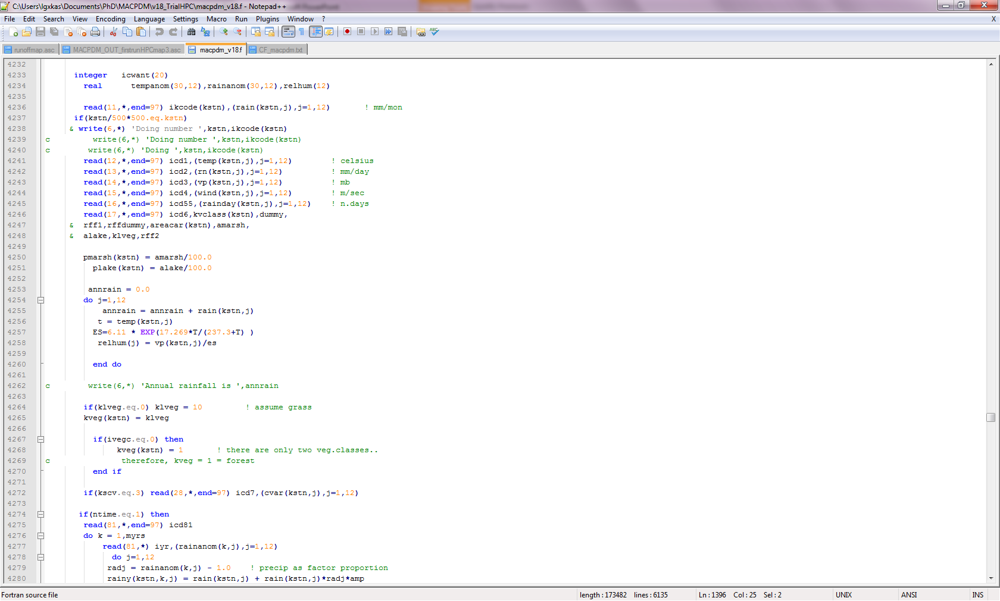 C:\Users\lgxkas\Documents\PhD\MACPDM\v18_TrialHPC\macpdm_v18.f - Notepad++
File Edit Search View Encoding Language Settings Macro Run Plugins Window ? X
runoffmap.asc MACPDM_OUT_firstrunHPCmap3.asc macpdm_v18.f CF_macpdm.txt
4232
4233 integer   icwant(20)
4234 real      tempanom(30,12),rainanom(30,12),relhum(12)
4235
4236 read(11,*,end=97) ikcode(kstn),(rain(kstn,j),j=1,12)       ! mm/mon
4237 if(kstn/500*500.eq.kstn)
4238 & write(6,*) 'Doing number ',kstn,ikcode(kstn)
4239 c         write(6,*) 'Doing number ',kstn,ikcode(kstn)
4240 c        write(6,*) 'Doing ',kstn,ikcode(kstn)
4241 read(12,*,end=97) icd1,(temp(kstn,j),j=1,12)        ! celsius
4242 read(13,*,end=97) icd2,(rn(kstn,j),j=1,12)          ! mm/day
4243 read(14,*,end=97) icd3,(vp(kstn,j),j=1,12)          ! mb
4244 read(15,*,end=97) icd4,(wind(kstn,j),j=1,12)        ! m/sec
4245 read(16,*,end=97) icd55,(rainday(kstn,j),j=1,12)    ! n.days
4246 read(17,*,end=97) icd6,kvclass(kstn),dummy,
4247 &  rff1,rffdummy,areacar(kstn),amarsh,
4248 &  alake,klveg,rff2
4249
4250 pmarsh(kstn) = amarsh/100.0
4251 plake(kstn) = alake/100.0
4252
4253 annrain = 0.0
4254 do j=1,12
4255 annrain = annrain + rain(kstn,j)
4256 t = temp(kstn,j)
4257 ES=6.11 * EXP(17.269*T/(237.3+T) )
4258 relhum(j) = vp(kstn,j)/es
4259
4260 end do
4261
4262 c        write(6,*) 'Annual rainfall is ',annrain
4263
4264 if(klveg.eq.0) klveg = 10         ! assume grass
4265 kveg(kstn) = klveg
4266
4267 if(ivegc.eq.0) then
4268 kveg(kstn) = 1       ! there are only two veg.classes..
4269 c               therefore, kveg = 1 = forest
4270 end if
4271
4272 if(kscv.eq.3) read(28,*,end=97) icd7,(cvar(kstn,j),j=1,12)
4273
4274 if(ntime.eq.1) then
4275 read(81,*,end=97) icd81
4276 do k = 1,myrs
4277 read(81,*) iyr,(rainanom(k,j),j=1,12)
4278 do j=1,12
4279 radj = rainanom(k,j) - 1.0    ! precip as factor proportion
4280 rainy(kstn,k,j) = rain(kstn,j) + rain(kstn,j)*radj*amp
Fortran source file length : 173482 lines : 6135 Ln : 1396 Col : 25 Sel : 2 UNIX ANSI INS